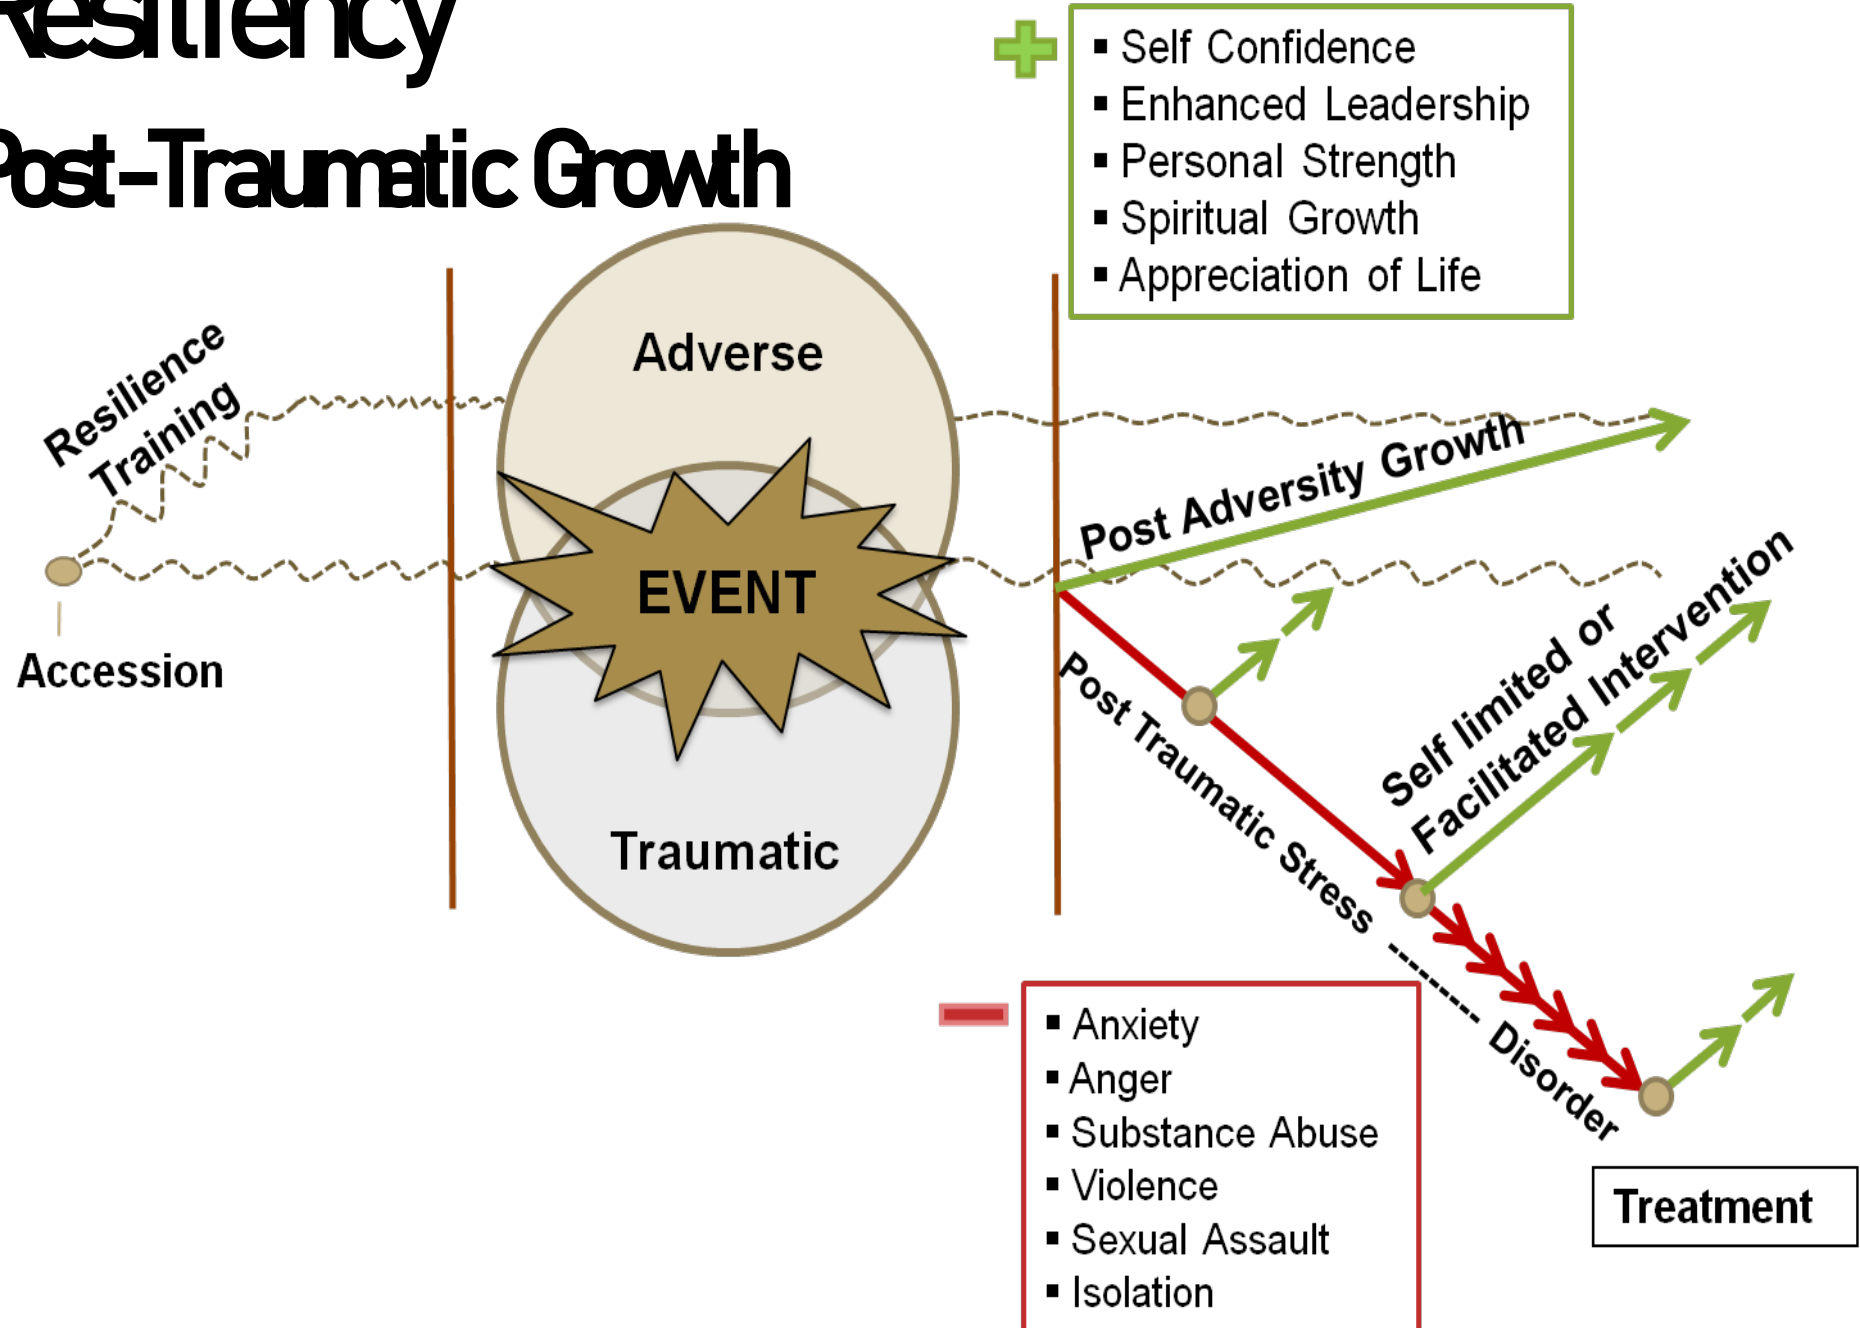 Resiliency
Post-Traumatic Growth
Self Confidence
Enhanced Leadership
Personal Strength
Spiritual Growth
Appreciation of Life
Resilience
Training
Accession
Adverse
EVENT
Traumatic
Post Adversity Growth
Self limited or
Facilitated Intervention
Post Traumatic Stress ------- Disorder
Anxiety
Anger
Substance Abuse
Violence
Sexual Assault
Isolation
Treatment